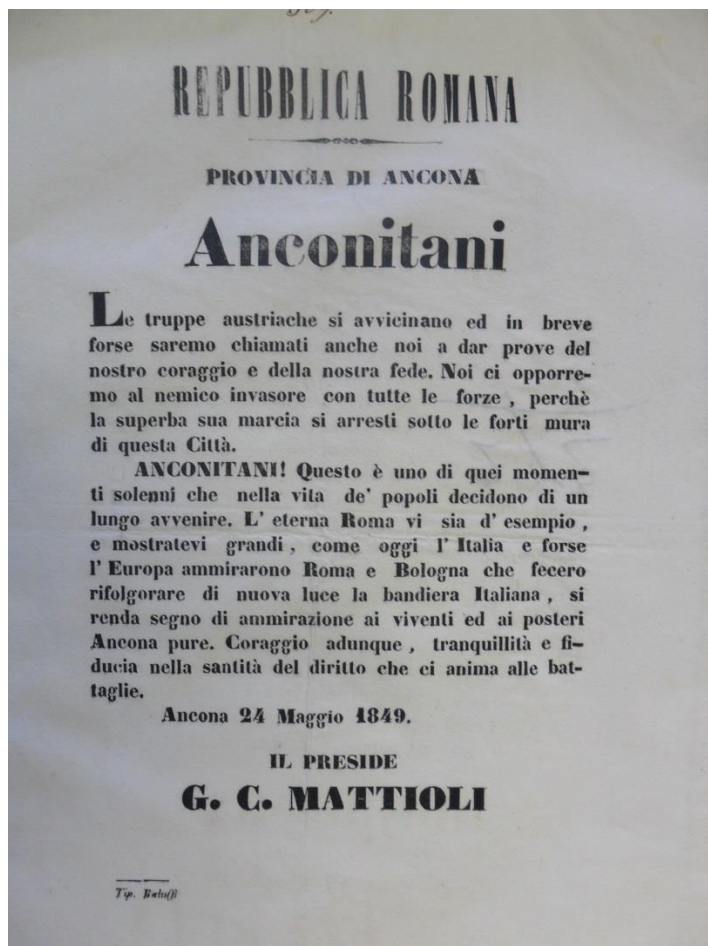 REPUBBLICA ROMANA
PROVINCIA DI ANCONA
Anconitani
Le truppe austriache si avvicinano ed in breve
forse saremo chiamati anche noi a dar prove del
nostro coraggio e della nostra fede. Noi ci opporre-
mo al nemico invasore con tutte le forze , perchè
la superba sua marcia si arresti sotto le forti mura
di questa Città.
ANCONITANI! Questo è uno di quei momen-
ti solenni che nella vita de' popoli decidono di un
lungo avvenire. L' eterna Roma vi sia d' esempio ,
e mostratevi grandi , come oggi l' Italia e forse
l' Europa ammirarono Roma e Bologna che fecero
rifolgorare di nuova luce la bandiera Italiana , si
renda segno di ammirazione ai viventi ed ai posteri
Ancona pure. Coraggio adunque , tranquillità e fi-
ducia nella santità del diritto che ci anima alle bat-
taglie.
Ancona 24 Maggio 1849.
IL PRESIDE
G. C. MATTIOLI
Tip. Baluffi